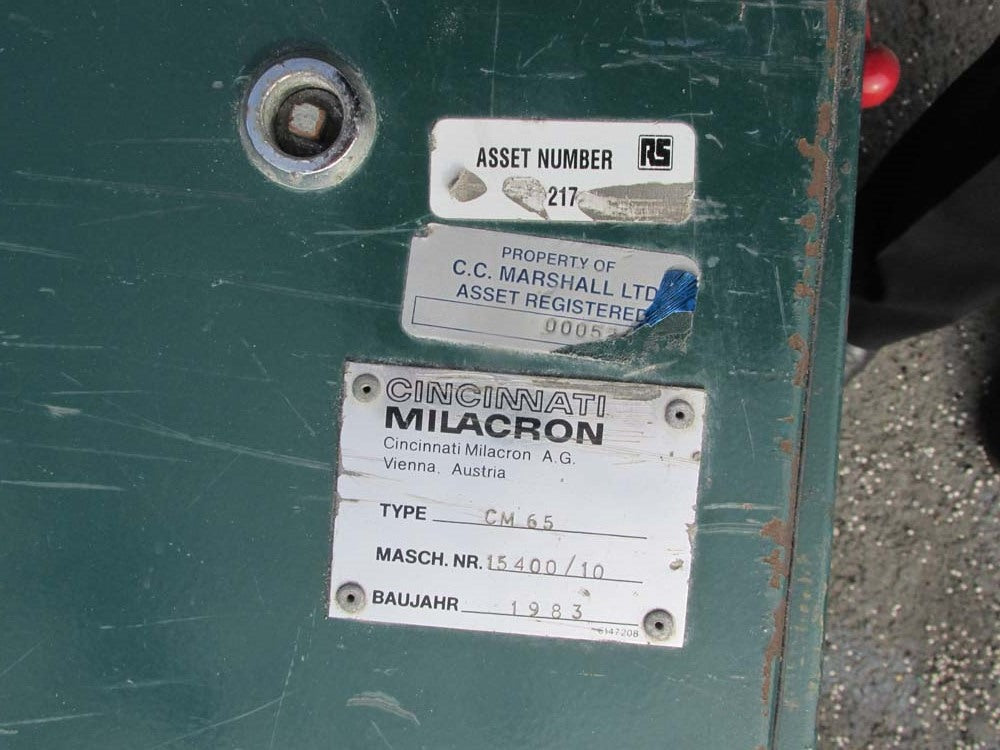 ASSET NUMBER RS
217
PROPERTY OF
C.C. MARSHALL LTD
ASSET REGISTERED
CINCINNATI
MILACRON
Cincinnati Milacron A.G.
Vienna, Austria
TYPE CM 65
MASCH. NR. 15400/10
BAUJAHR 1983